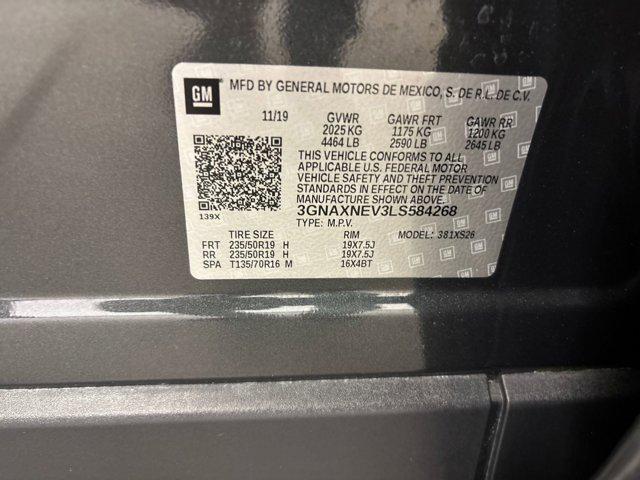 GM
MFD BY GENERAL MOTORS DE MEXICO, S. DE R.L. DE C.V.
11/19 GVWR GAWR FRT GAWR RR
2025 KG 1175 KG 1200 KG
4464 LB 2590 LB 2645 LB
THIS VEHICLE CONFORMS TO ALL
APPLICABLE U.S. FEDERAL MOTOR
VEHICLE SAFETY AND THEFT PREVENTION
STANDARDS IN EFFECT ON THE DATE OF
MANUFACTURE SHOWN ABOVE.
3GNAXNEV3LS584268
139X TYPE: M.P.V.
TIRE SIZE RIM MODEL: 381XS26
FRT 235/50R19 H 19X7.5J
RR 235/50R19 H 19X7.5J
SPA T135/70R16 M 16X4BT